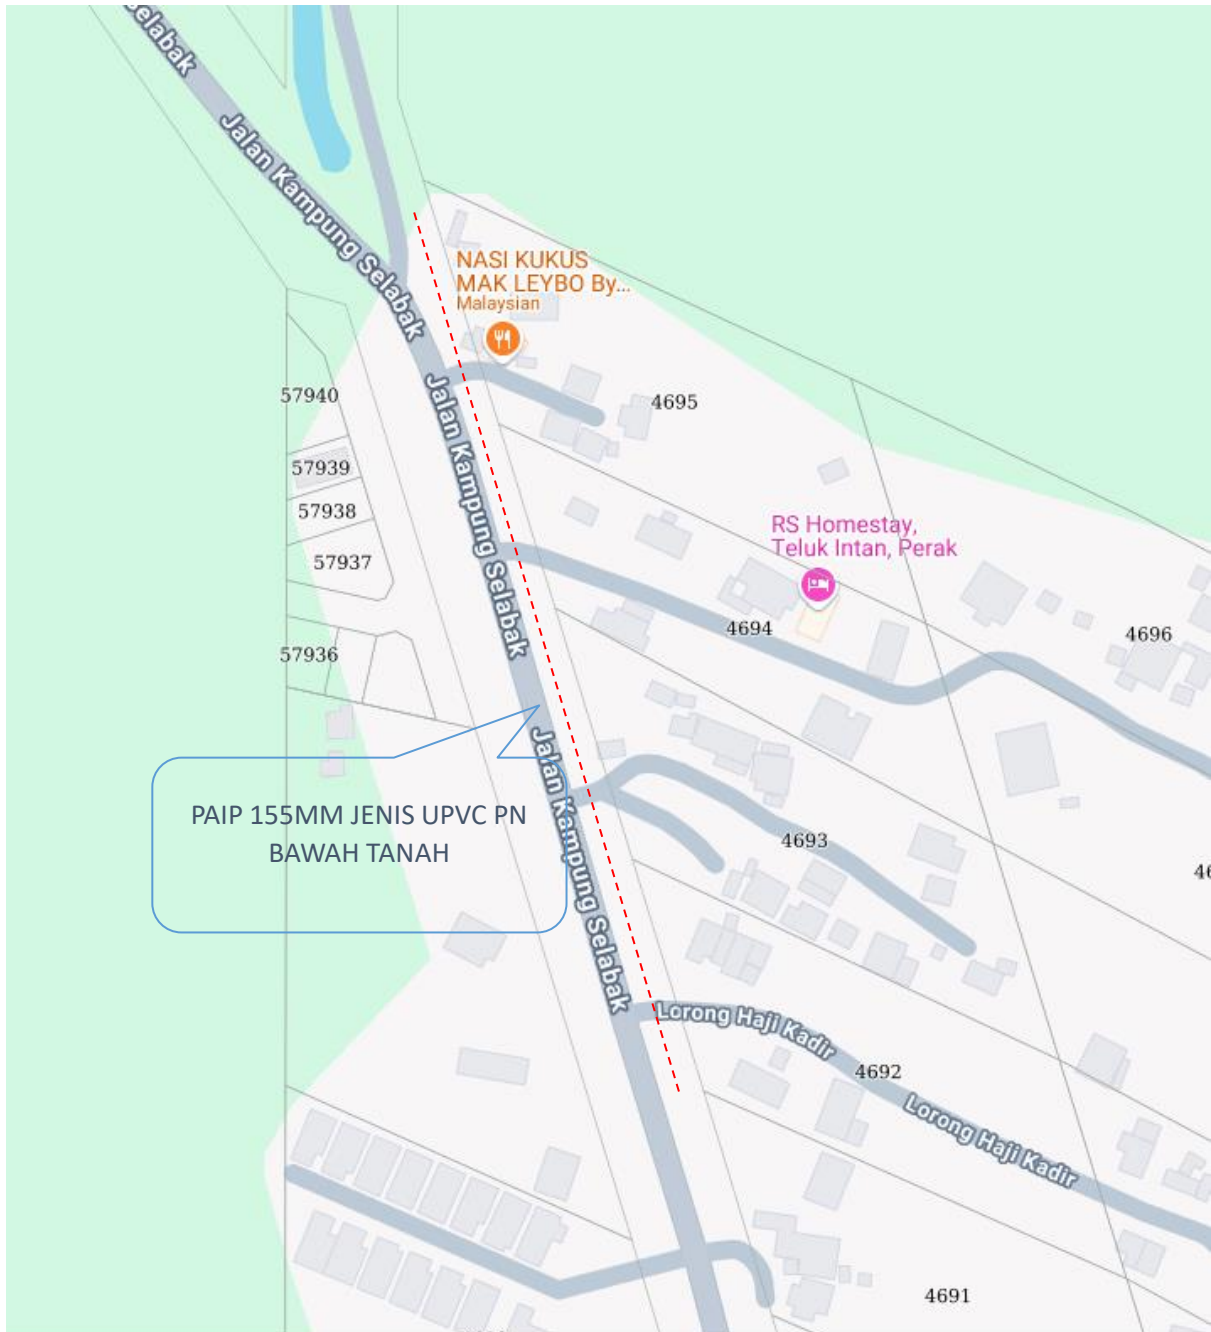 Selabak
Jalan Kampung Selabak
NASI KUKUS
MAK LEYBO By...
Malaysian
57940
Jalan Kampung Selabak
4695
57939
57938
57937
RS Homestay,
Teluk Intan, Perak
57936
4694
4696
PAIP 155MM JENIS UPVC PN
BAWAH TANAH
Jalan Kampung Selabak
4693
Lorong Haji Kadir
4692
Lorong Haji Kadir
4691